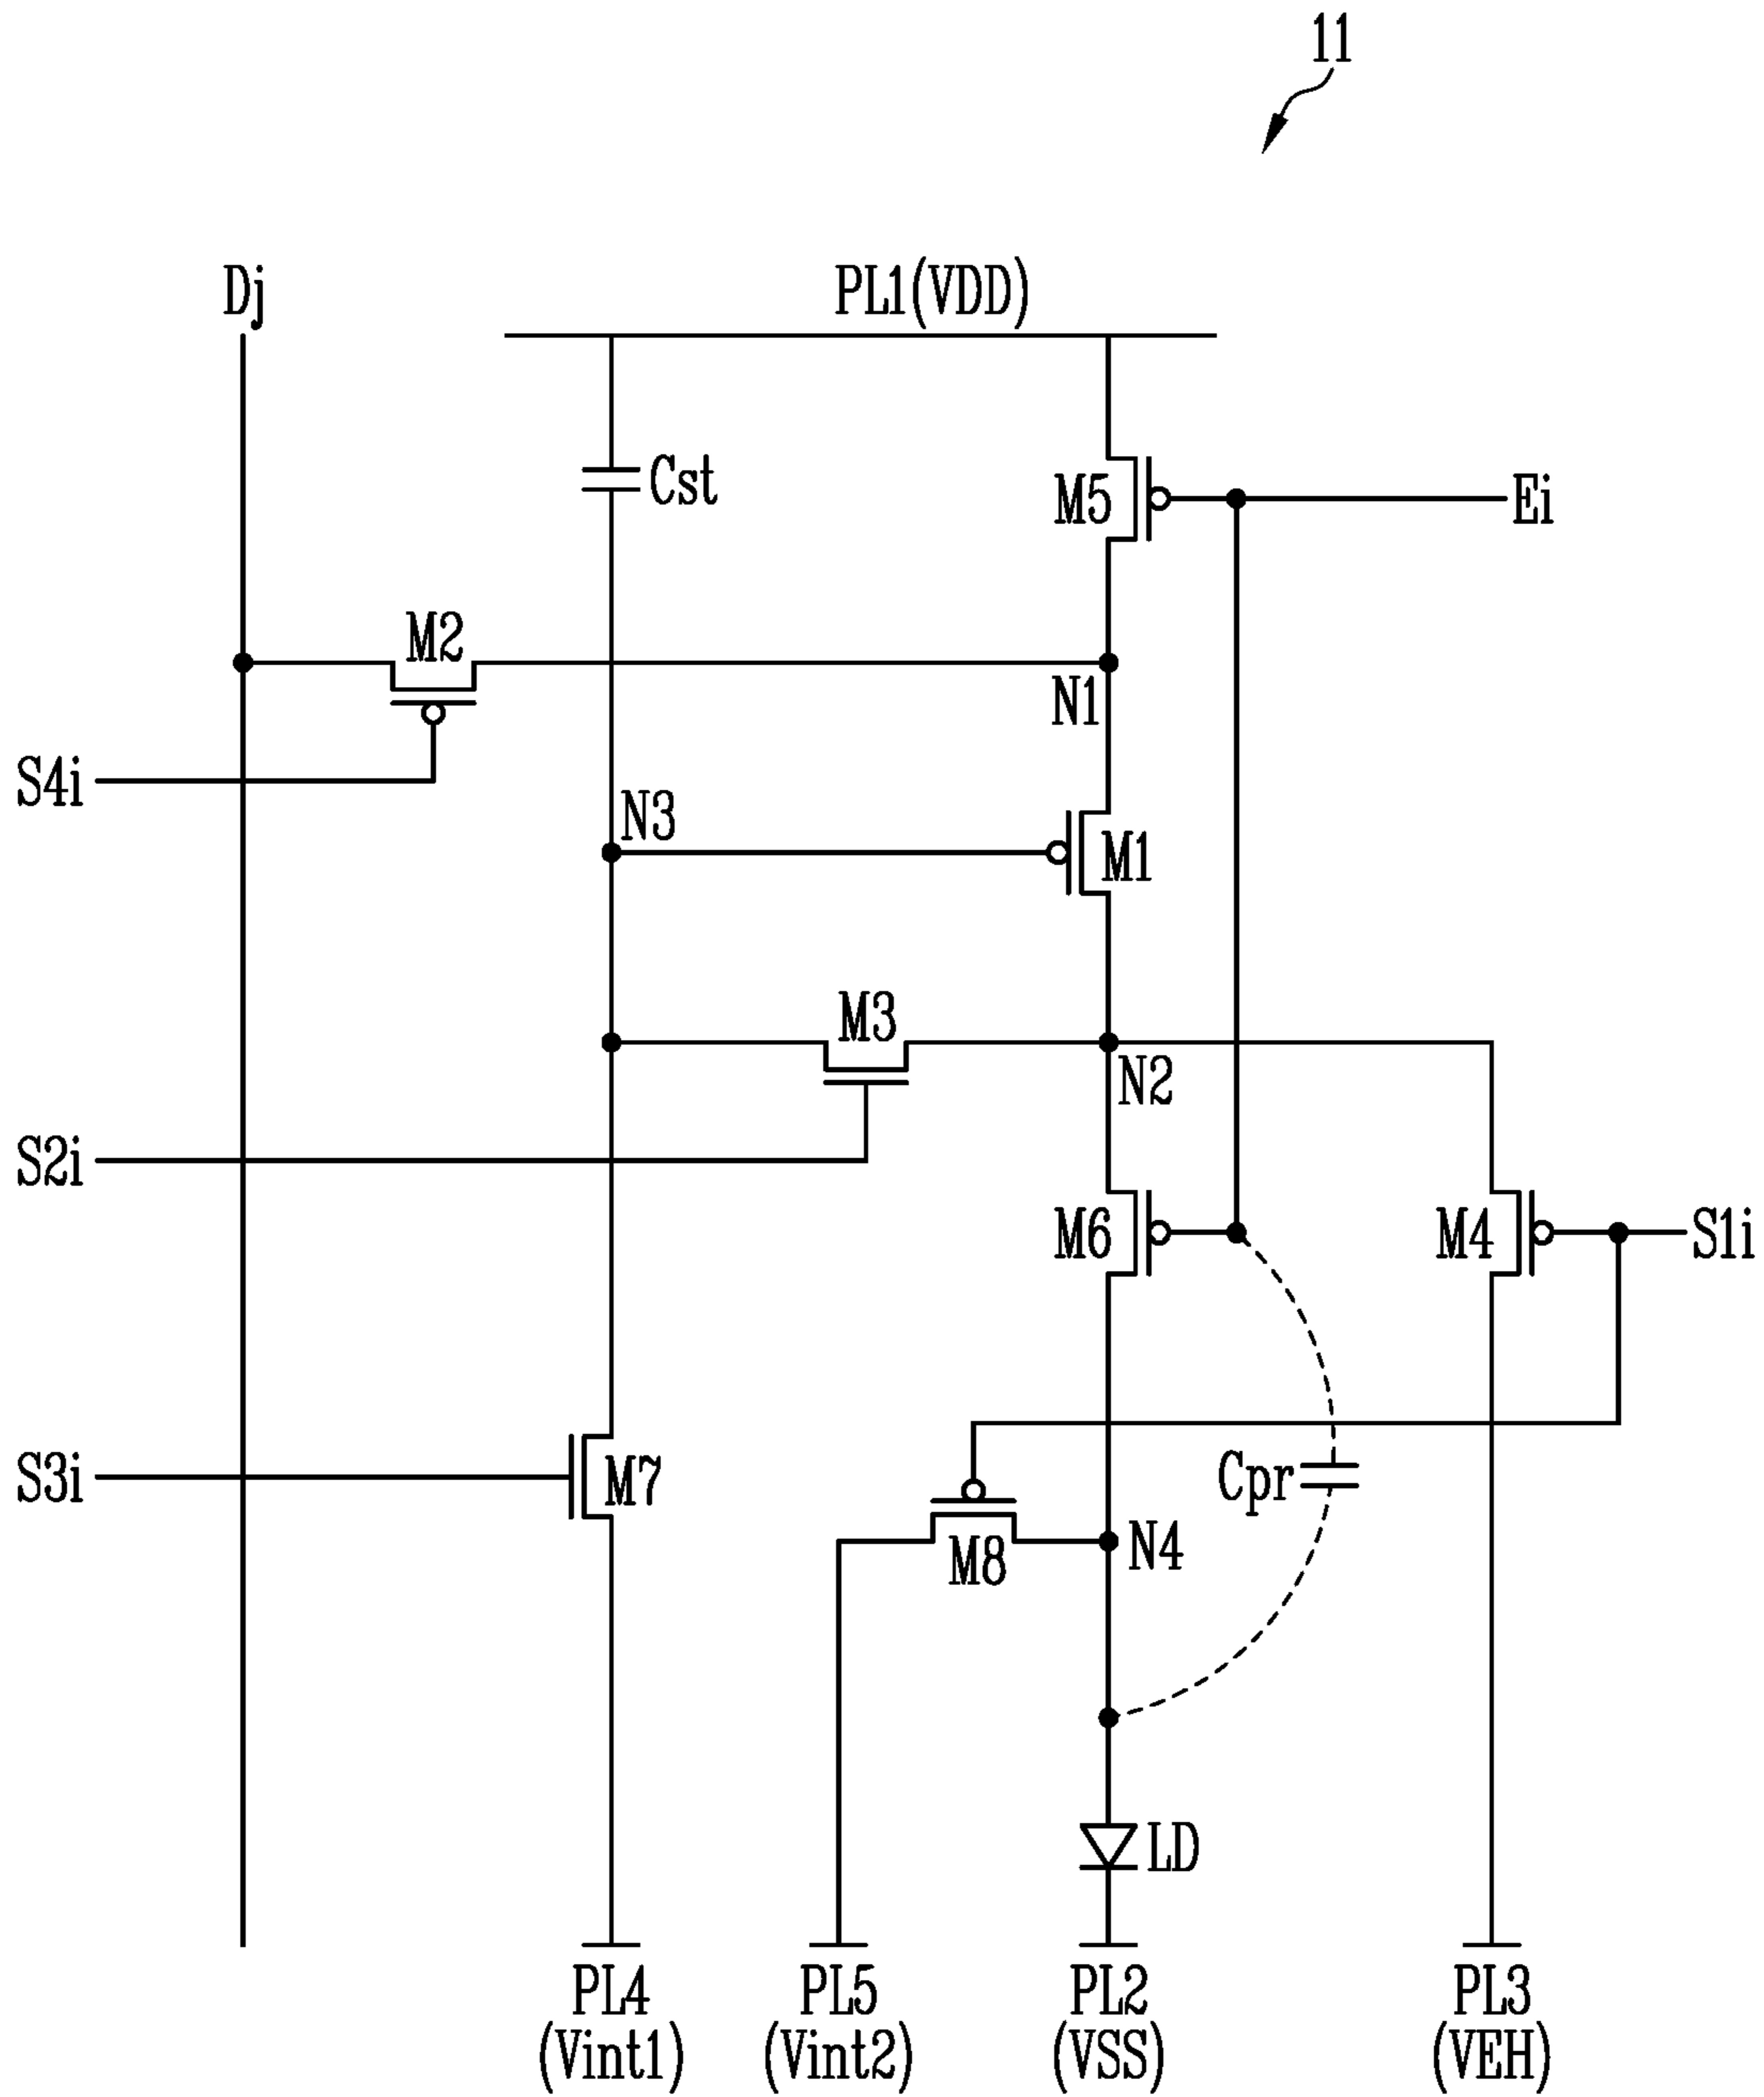 11
Dj
PL1(VDD)
Cst
M5
Ei
M2
N1
S4i
N3
M1
M3
N2
S2i
M6
M4
S1i
S3i
M7
Cpr
M8
N4
LD
PL4
(Vint1)
PL5
(Vint2)
PL2
(VSS)
PL3
(VEH)